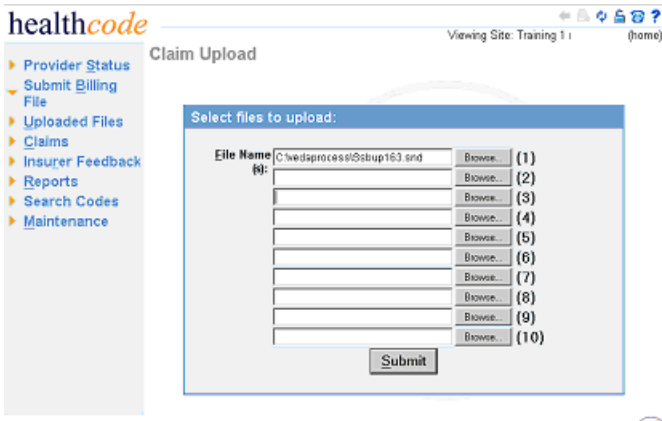 healthcode
?
Viewing Site: Training 1
(home)
Claim Upload
Provider Status
Submit Billing
File
Uploaded Files
Claims
Insurer Feedback
Reports
Search Codes
Maintenance
Select files to upload:
File Name
(s):
C:\vedaprocess\Ssbup163.snd Browse... (1)
Browse... (2)
Browse... (3)
Browse... (4)
Browse... (5)
Browse... (6)
Browse... (7)
Browse... (8)
Browse... (9)
Browse... (10)
Submit